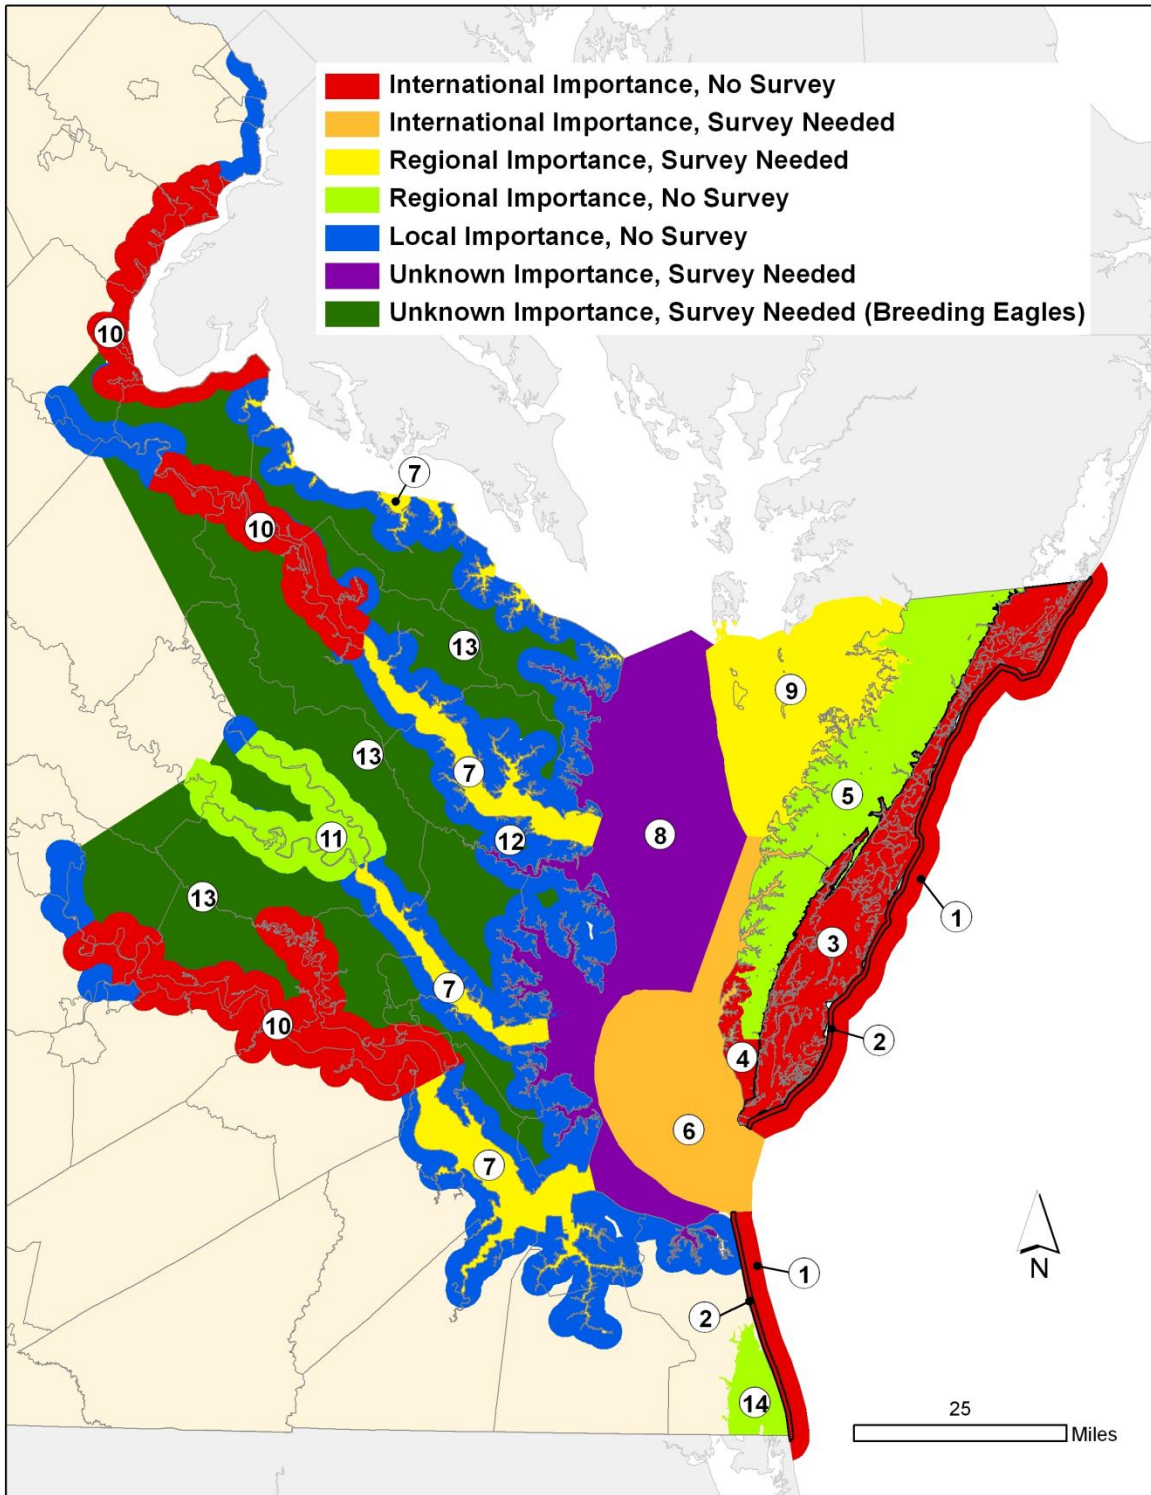 International Importance, No Survey
International Importance, Survey Needed
Regional Importance, Survey Needed
Regional Importance, No Survey
Local Importance, No Survey
Unknown Importance, Survey Needed
Unknown Importance, Survey Needed (Breeding Eagles)
10
7
10
13
9
13
7
5
11
12
8
1
13
3
7
10
2
4
6
7
N
1
2
14
25
Miles